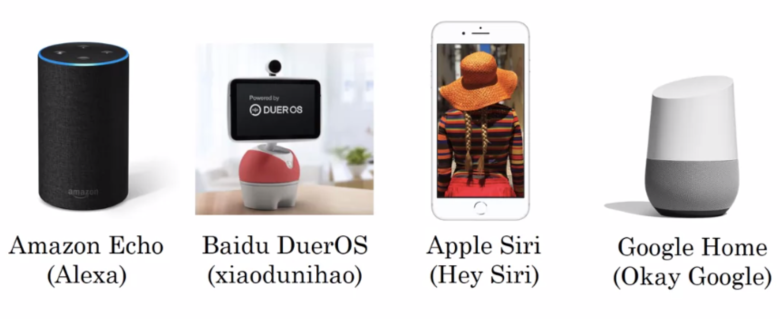 Powered by
DUER OS
amazon
Amazon Echo
(Alexa)
Baidu DuerOS
(xiaodunihao)
Apple Siri
(Hey Siri)
Google Home
(Okay Google)